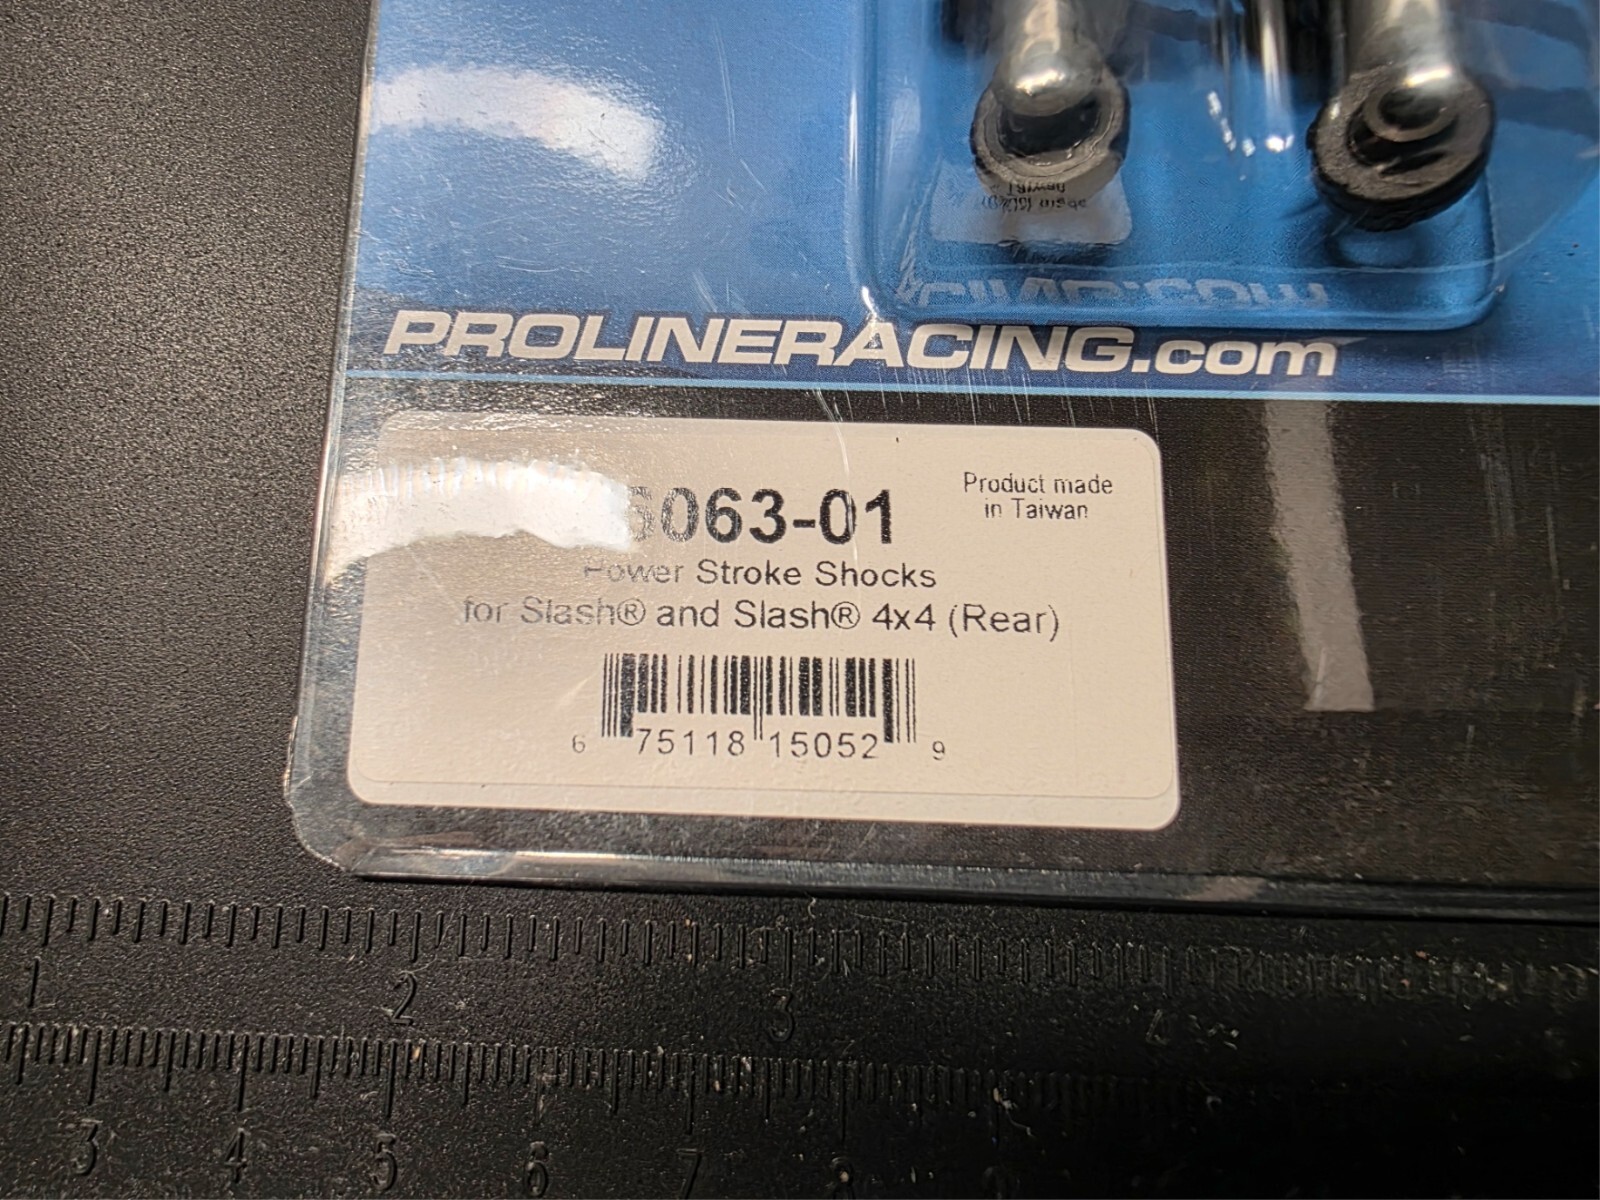 PROLINERACING.com
6063-01
Product made
in Taiwan
Power Stroke Shocks
for Slash® and Slash® 4x4 (Rear)
6 75118 15052 9
1 2 3 4
3 4 5 6 7 8